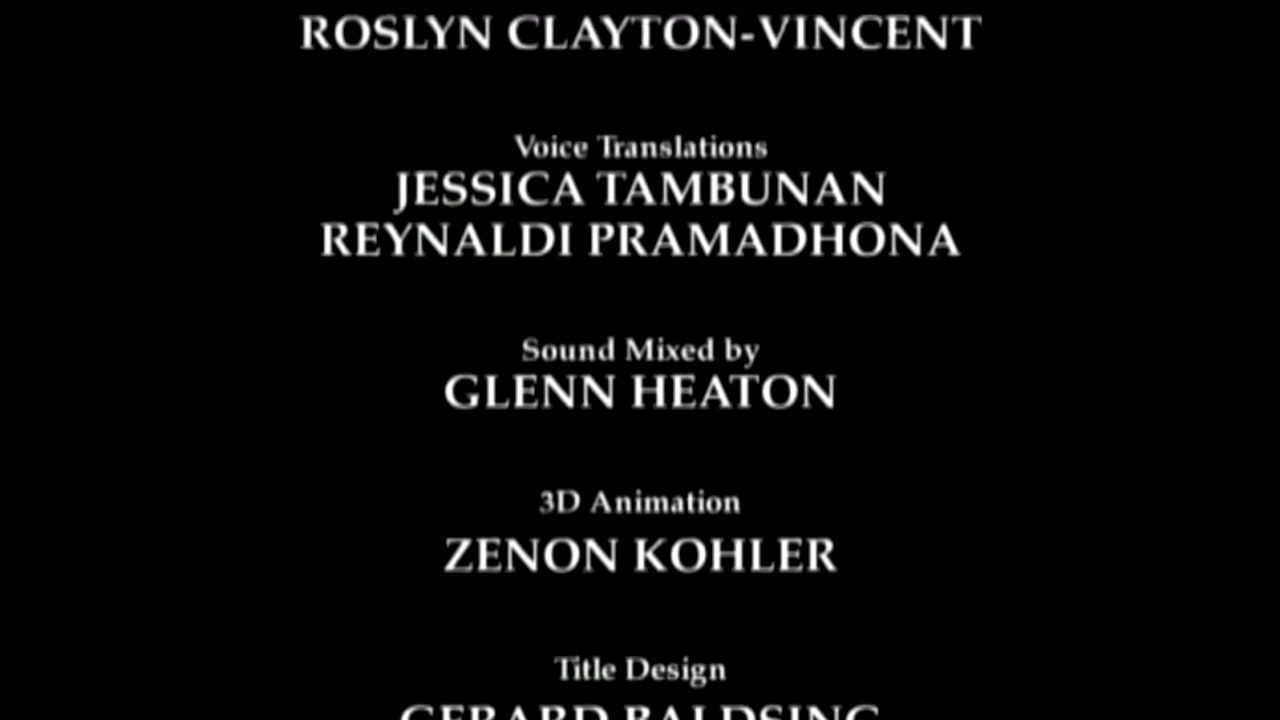 ROSLYN CLAYTON-VINCENT
Voice Translations
JESSICA TAMBUNAN
REYNALDI PRAMADHONA
Sound Mixed by
GLENN HEATON
3D Animation
ZENON KOHLER
Title Design
GERARD